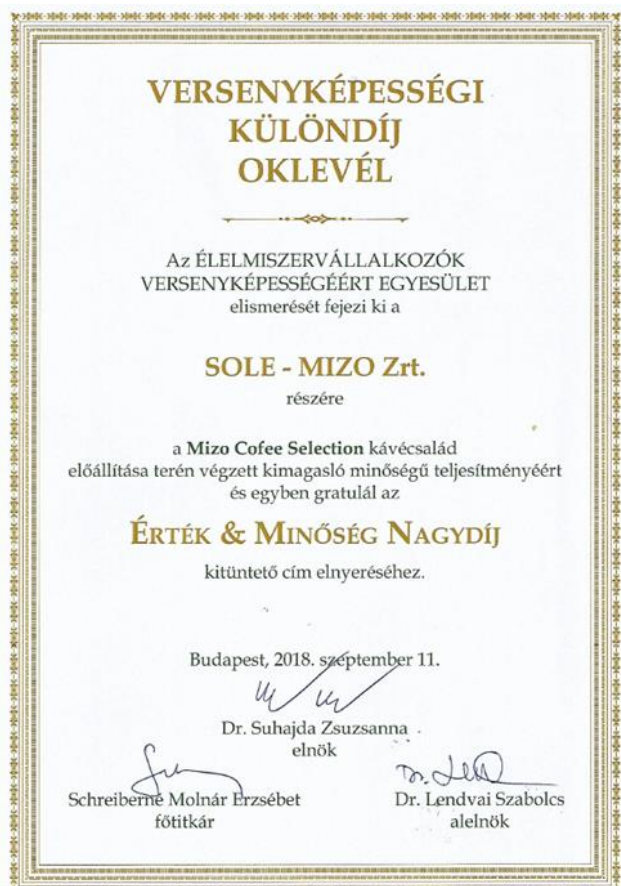 VERSENYKÉPESSÉGI
KÜLÖNDÍJ
OKLEVÉL
Az ÉLELMISZERVÁLLALKOZÓK
VERSENYKÉPESSÉGÉÉRT EGYESÜLET
elismerését fejezi ki a
SOLE - MIZO Zrt.
részére
a Mizo Cofee Selection kávécsalád
előállítása terén végzett kimagasló minőségű teljesítményéért
és egyben gratulál az
ÉRTÉK & MINŐSÉG NAGYDÍJ
kitüntető cím elnyeréséhez.
Budapest, 2018. szeptember 11.
Dr. Suhajda Zsuzsanna
elnök
Schreiberné Molnár Erzsébet
főtitkár
Dr. Lendvai Szabolcs
alelnök